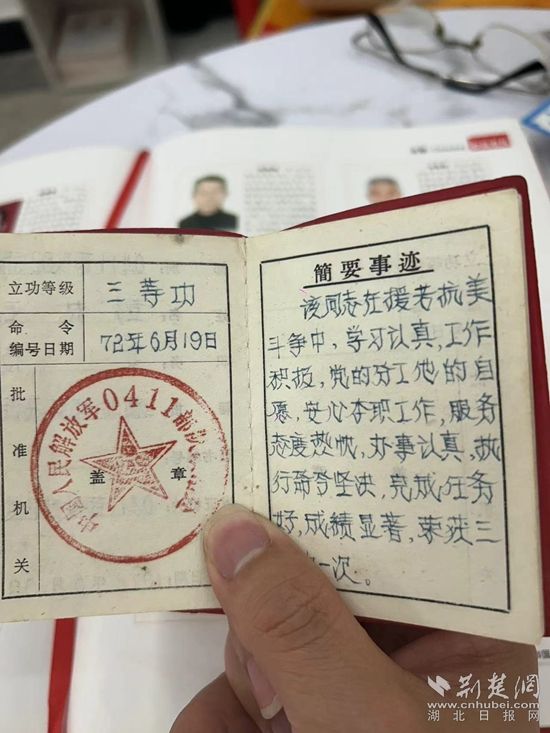 立功等级 三等功
命令
编号日期 72年6月19日
批准机关
中国人民解放军0411部队
盖章
簡要事迹
该同志在援老抗美
斗争中，学习认真，工作
积极，党的分工他的自
愿，安心本职工作，服务
态度热忱，办事认真，执
行命令坚决，完成任务
好，成绩显著，荣获三
一次。
荆楚网
www.cnhubei.com
湖北日报网